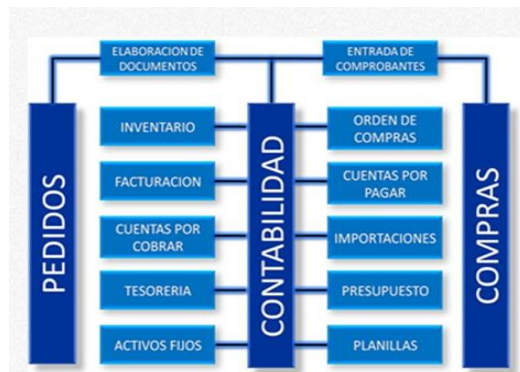 ELABORACION DE
DOCUMENTOS
ENTRADA DE
COMPROBANTES
PEDIDOS
INVENTARIO
FACTURACION
CUENTAS POR
COBRAR
TESORERIA
ACTIVOS FIJOS
CONTABILIDAD
ORDEN DE
COMPRAS
CUENTAS POR
PAGAR
IMPORTACIONES
PRESUPUESTO
PLANILLAS
COMPRAS